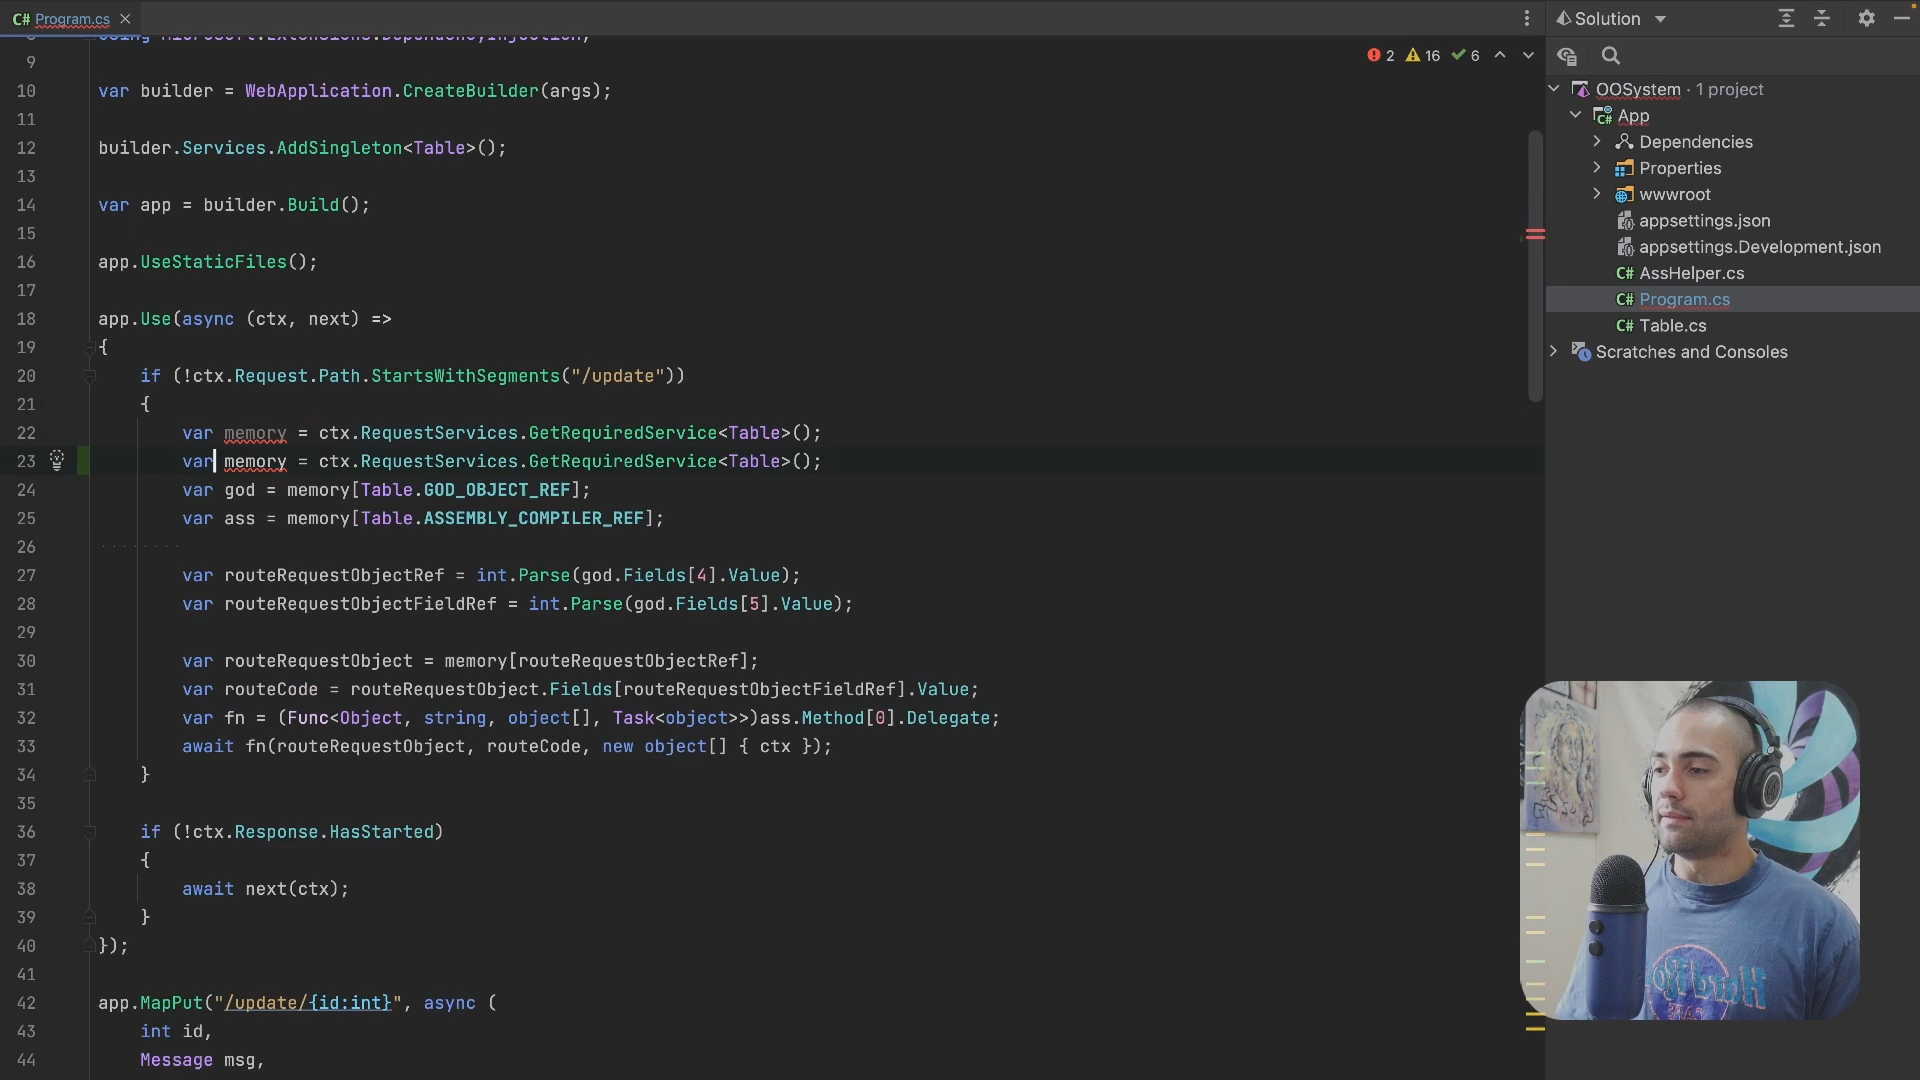 C# Program.cs
Solution
9
10 var builder = WebApplication.CreateBuilder(args);
11
12 builder.Services.AddSingleton<Table>();
13
14 var app = builder.Build();
15
16 app.UseStaticFiles();
17
18 app.Use(async (ctx, next) =>
19 {
20 if (!ctx.Request.Path.StartsWithSegments("/update"))
21 {
22 var memory = ctx.RequestServices.GetRequiredService<Table>();
23 var memory = ctx.RequestServices.GetRequiredService<Table>();
24 var god = memory[Table.GOD_OBJECT_REF];
25 var ass = memory[Table.ASSEMBLY_COMPILER_REF];
26
27 var routeRequestObjectRef = int.Parse(god.Fields[4].Value);
28 var routeRequestObjectFieldRef = int.Parse(god.Fields[5].Value);
29
30 var routeRequestObject = memory[routeRequestObjectRef];
31 var routeCode = routeRequestObject.Fields[routeRequestObjectFieldRef].Value;
32 var fn = (Func<Object, string, object[], Task<object>>)ass.Method[0].Delegate;
33 await fn(routeRequestObject, routeCode, new object[] { ctx });
34 }
35
36 if (!ctx.Response.HasStarted)
37 {
38 await next(ctx);
39 }
40 });
41
42 app.MapPut("/update/{id:int}", async (
43 int id,
44 Message msg,
2 16 6
OOSystem · 1 project
C# App
Dependencies
Properties
wwwroot
appsettings.json
appsettings.Development.json
C# AssHelper.cs
C# Program.cs
C# Table.cs
Scratches and Consoles